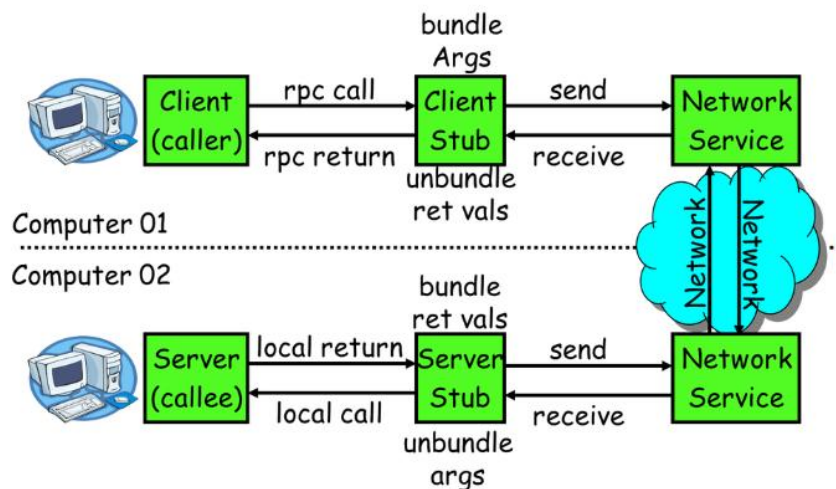 bundle
Args
Client
(caller)
rpc call
rpc return
Client
Stub
send
receive
Network
Service
unbundle
ret vals
Network
Network
Computer 01
Computer 02
bundle
ret vals
Server
(callee)
local return
local call
Server
Stub
send
receive
Network
Service
unbundle
args